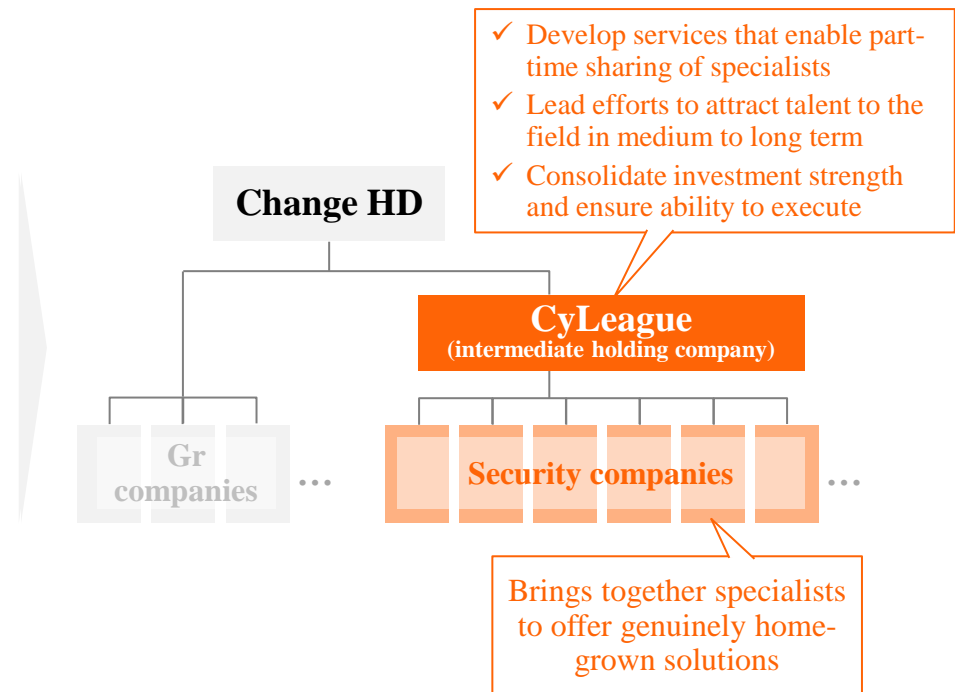 ✓ Develop services that enable part-
time sharing of specialists
✓ Lead efforts to attract talent to the
field in medium to long term
✓ Consolidate investment strength
and ensure ability to execute
Change HD
CyLeague
(intermediate holding company)
Gr
companies
…
Security companies
…
Brings together specialists
to offer genuinely home-
grown solutions